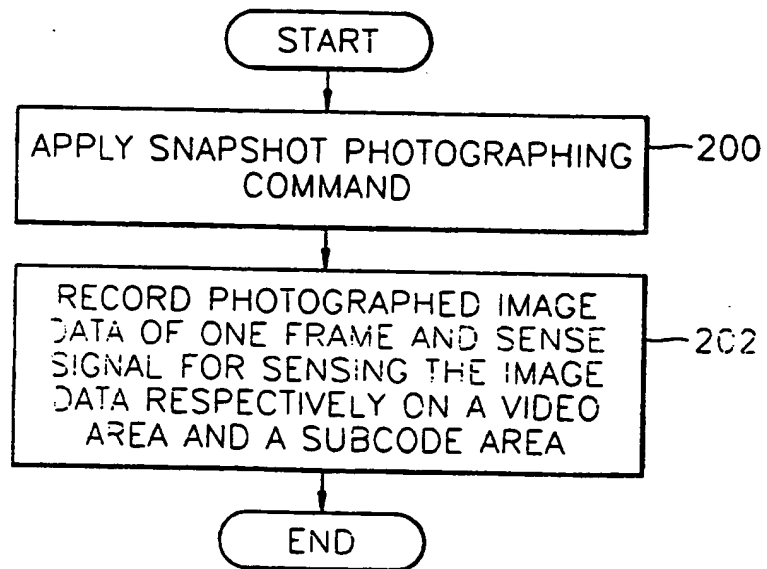 START
APPLY SNAPSHOT PHOTOGRAPHING
COMMAND
200
RECORD PHOTOGRAPHED IMAGE
DATA OF ONE FRAME AND SENSE
SIGNAL FOR SENSING THE IMAGE
DATA RESPECTIVELY ON A VIDEO
AREA AND A SUBCODE AREA
202
END